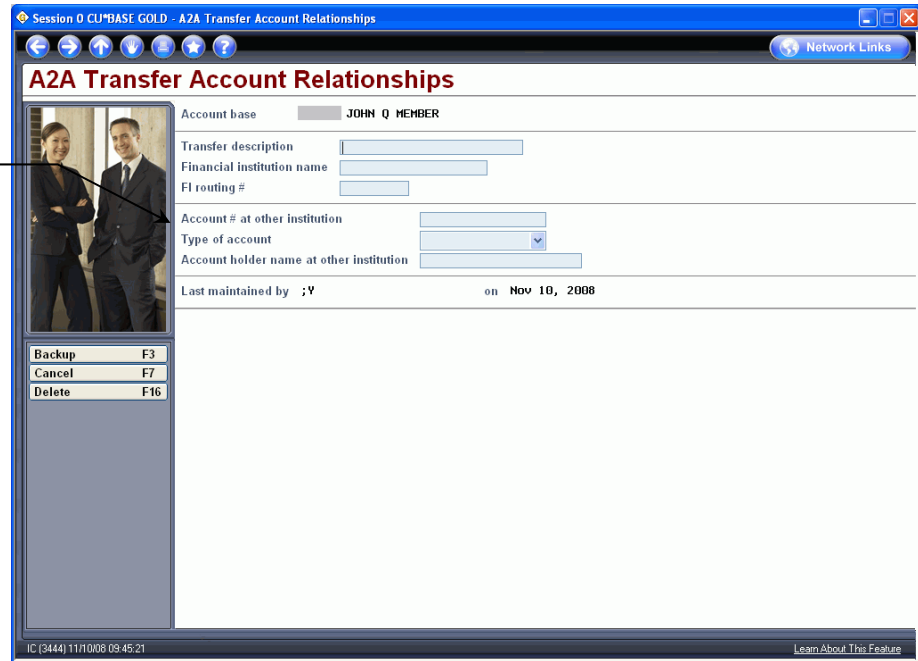 Session 0 CU*BASE GOLD - A2A Transfer Account Relationships
Network Links
A2A Transfer Account Relationships
Account base JOHN Q MEMBER
Transfer description
Financial institution name
FI routing #
Account # at other institution
Type of account
Account holder name at other institution
Last maintained by ;Y on Nov 10, 2008
Backup F3
Cancel F7
Delete F16
IC (3444) 11/10/08 09:45:21 Learn About This Feature